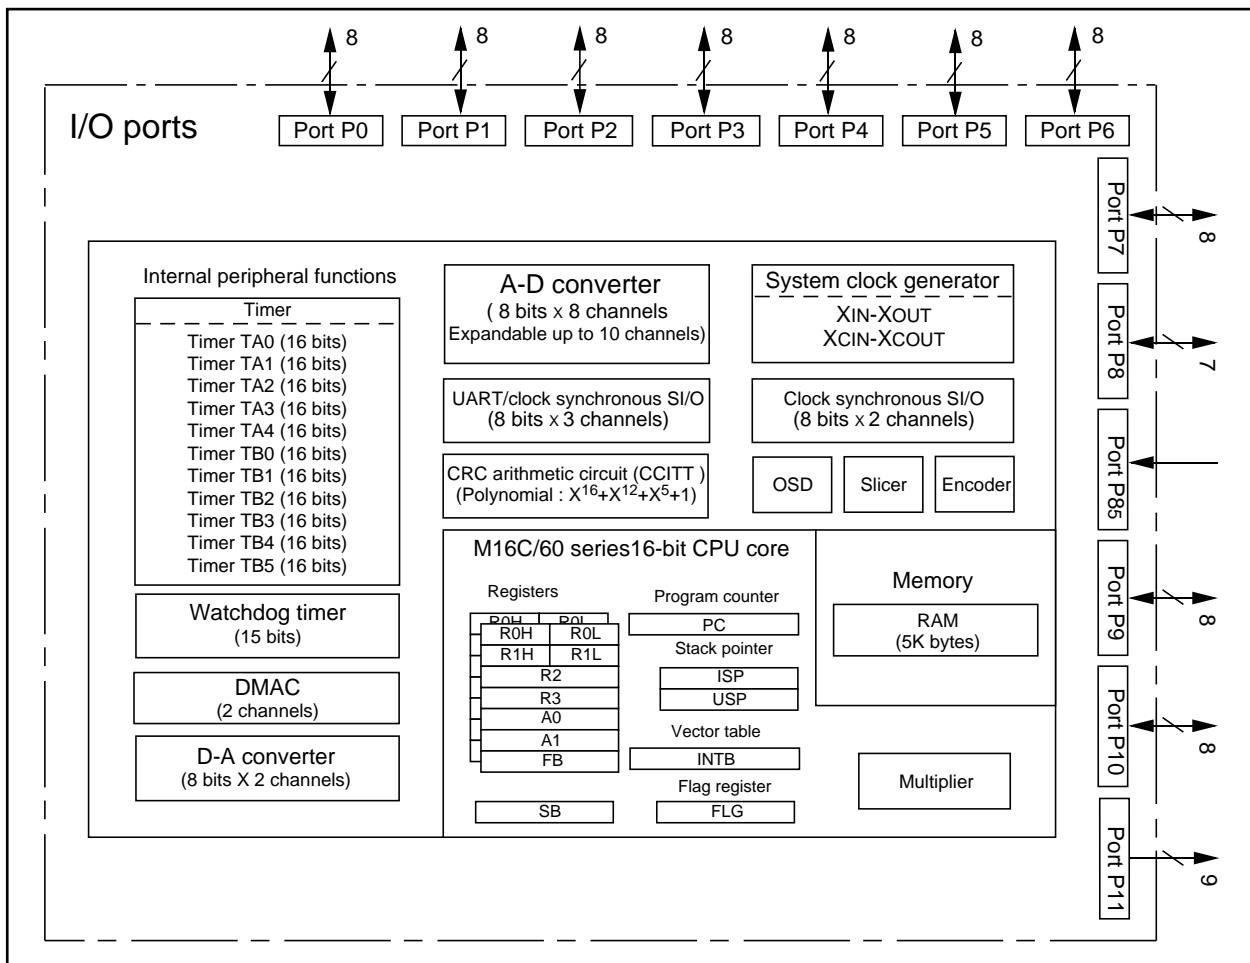 8 8 8 8 8 8 8
I/O ports
Port P0 Port P1 Port P2 Port P3 Port P4 Port P5 Port P6
Port P7
8
Port P8
7
Port P85
Port P9
8
Port P10
8
Port P11
9
Internal peripheral functions
Timer
Timer TA0 (16 bits)
Timer TA1 (16 bits)
Timer TA2 (16 bits)
Timer TA3 (16 bits)
Timer TA4 (16 bits)
Timer TB0 (16 bits)
Timer TB1 (16 bits)
Timer TB2 (16 bits)
Timer TB3 (16 bits)
Timer TB4 (16 bits)
Timer TB5 (16 bits)
Watchdog timer
(15 bits)
DMAC
(2 channels)
D-A converter
(8 bits X 2 channels)
A-D converter
( 8 bits x 8 channels
Expandable up to 10 channels)
System clock generator
XIN-XOUT
XCIN-XCOUT
UART/clock synchronous SI/O
(8 bits x 3 channels)
Clock synchronous SI/O
(8 bits x 2 channels)
CRC arithmetic circuit (CCITT )
(Polynomial : X16+X12+X5+1)
OSD
Slicer
Encoder
M16C/60 series16-bit CPU core
Registers
R0H R0L
R0H R0L
R1H R1L
R2
R3
A0
A1
FB
SB
Program counter
PC
Stack pointer
ISP
USP
Vector table
INTB
Flag register
FLG
Memory
RAM
(5K bytes)
Multiplier